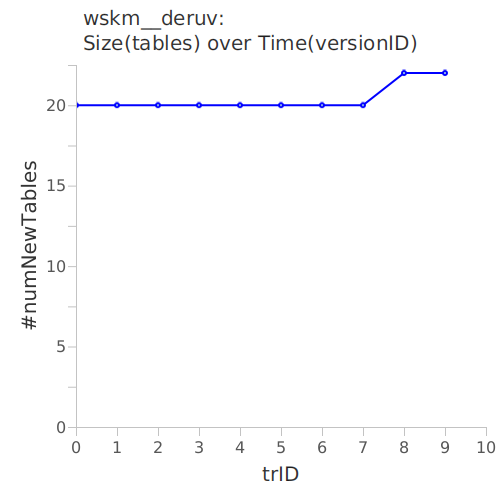 wskm__deruv:
Size(tables) over Time(versionID)
#numNewTables
20
15
10
5
0
0 1 2 3 4 5 6 7 8 9 10
trID